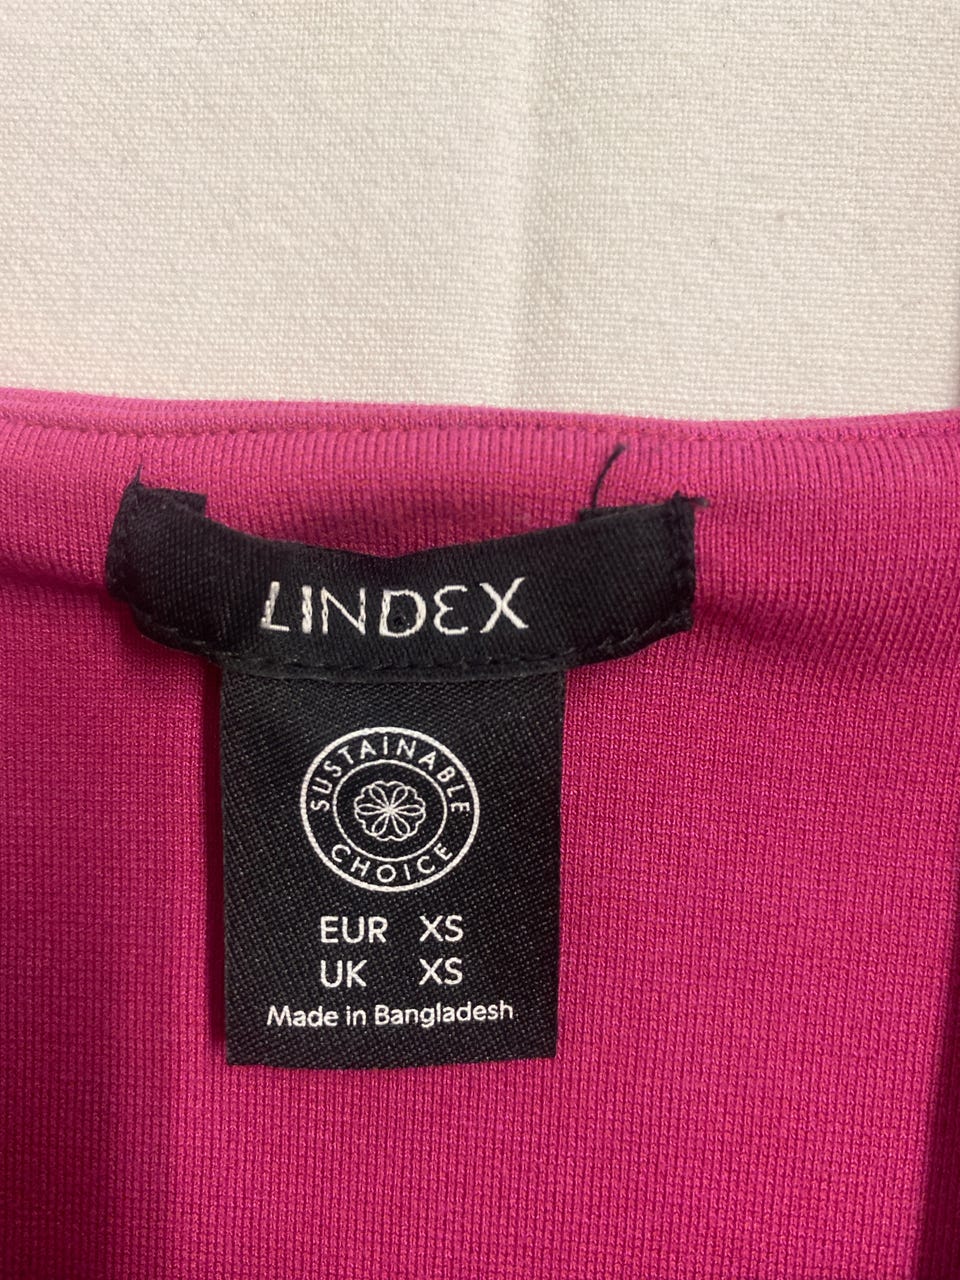 LINDEX
SUSTAINABLE
CHOICE
EUR XS
UK XS
Made in Bangladesh